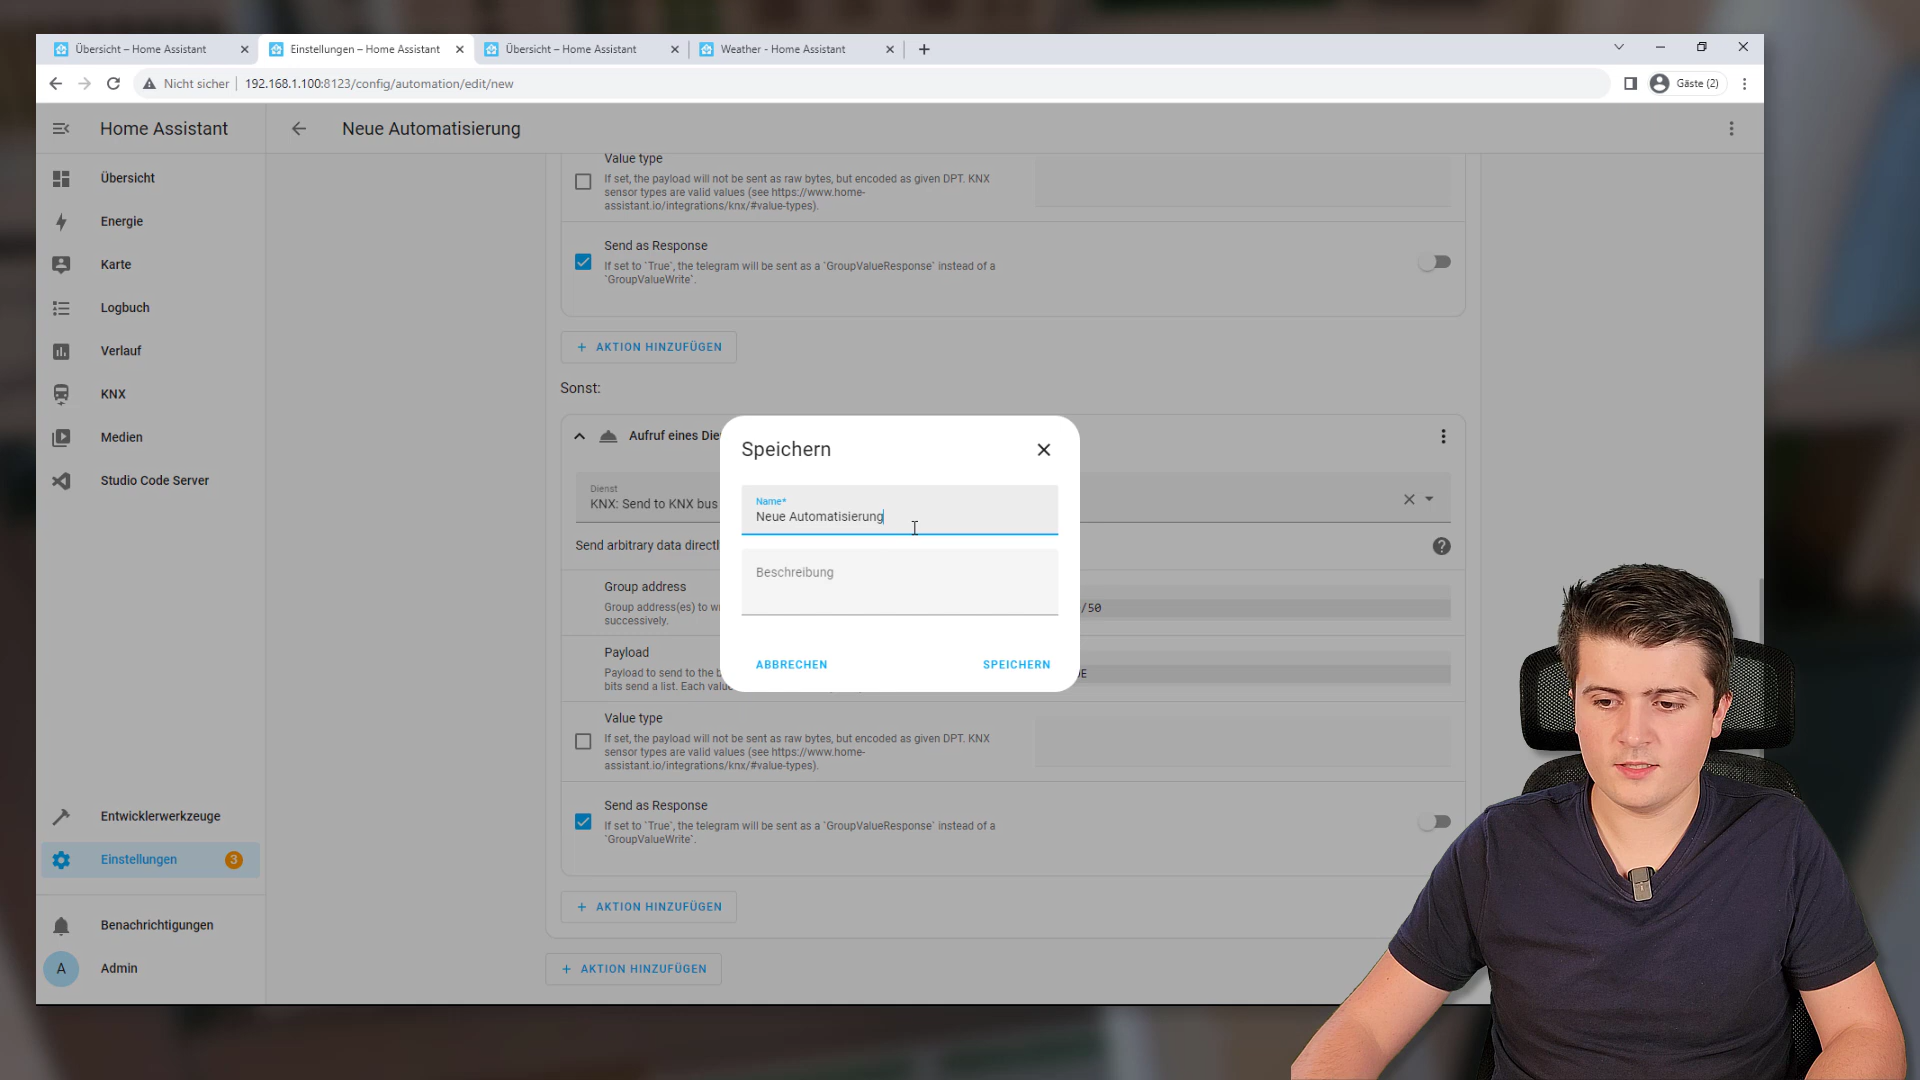 Übersicht – Home Assistant
Einstellungen – Home Assistant
Übersicht – Home Assistant
Weather - Home Assistant
Nicht sicher
192.168.1.100:8123/config/automation/edit/new
Gäste (2)
Home Assistant
Neue Automatisierung
Übersicht
Energie
Karte
Logbuch
Verlauf
KNX
Medien
Studio Code Server
Entwicklerwerkzeuge
Einstellungen
3
Benachrichtigungen
A
Admin
Value type
If set, the payload will not be sent as raw bytes, but encoded as given DPT. KNX
sensor types are valid values (see https://www.home-
assistant.io/integrations/knx/#value-types).
Send as Response
If set to `True`, the telegram will be sent as a `GroupValueResponse` instead of a
`GroupValueWrite`.
+ AKTION HINZUFÜGEN
Sonst:
Aufruf eines Die
Dienst
KNX: Send to KNX bus
Send arbitrary data directl
Group address
Group address(es) to w
successively.
/50
Payload
Payload to send to the b
bits send a list. Each valu
Value type
If set, the payload will not be sent as raw bytes, but encoded as given DPT. KNX
sensor types are valid values (see https://www.home-
assistant.io/integrations/knx/#value-types).
Send as Response
If set to `True`, the telegram will be sent as a `GroupValueResponse` instead of a
`GroupValueWrite`.
+ AKTION HINZUFÜGEN
+ AKTION HINZUFÜGEN
Speichern
Name*
Neue Automatisierung
Beschreibung
ABBRECHEN
SPEICHERN